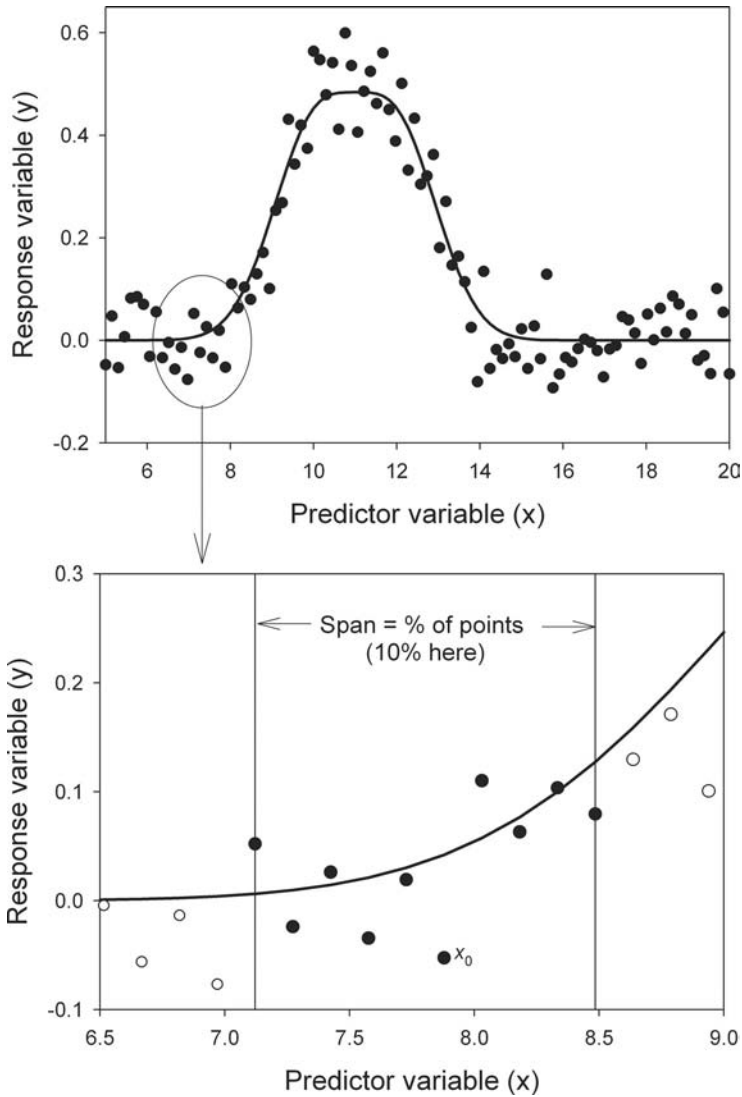 0.6
0.4
0.2
0.0
-0.2
Response variable (y)
6 8 10 12 14 16 18 20
Predictor variable (x)
0.3
0.2
0.1
0.0
-0.1
Response variable (y)
Span = % of points
(10% here)
x0
6.5 7.0 7.5 8.0 8.5 9.0
Predictor variable (x)